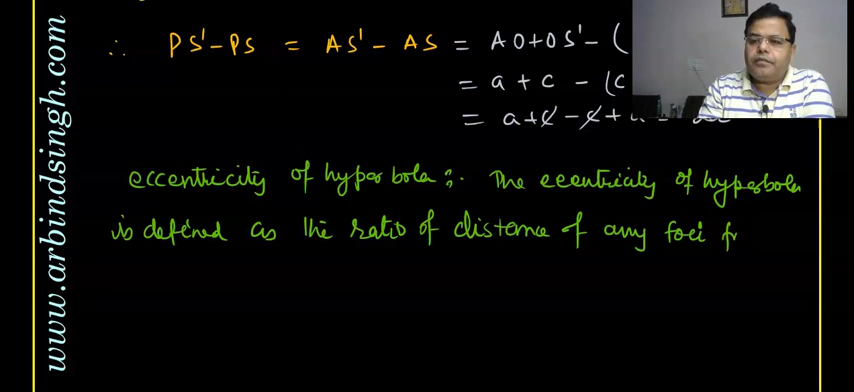 www.arbindsingh.com
∴ PS' - PS = AS' - AS = AO + OS' - (
= a + c - (c
= a + c - c +
eccentricity of hyperbola :- The eccentricity of hyperbola
is defined as the ratio of distance of any foci fr